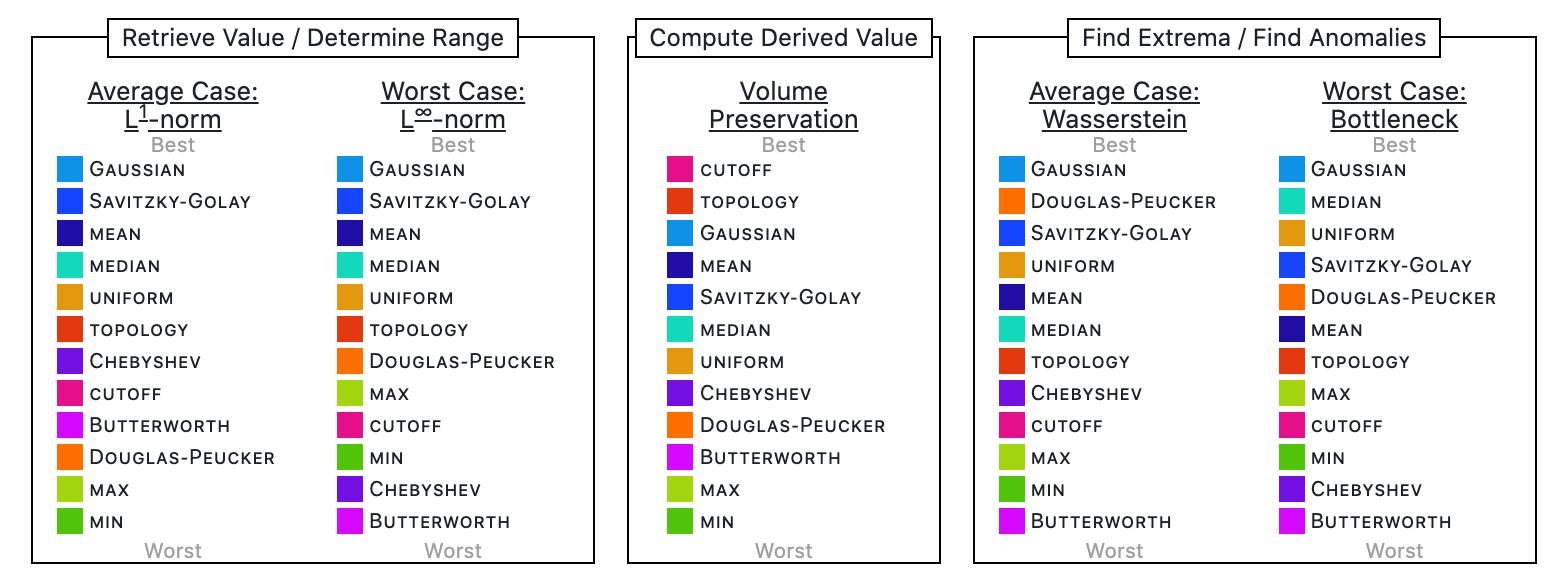 Retrieve Value / Determine Range
Average Case:
L¹-norm
Best
GAUSSIAN
SAVITZKY-GOLAY
MEAN
MEDIAN
UNIFORM
TOPOLOGY
CHEBYSHEV
CUTOFF
BUTTERWORTH
DOUGLAS-PEUCKER
MAX
MIN
Worst
Worst Case:
L∞-norm
Best
GAUSSIAN
SAVITZKY-GOLAY
MEAN
MEDIAN
UNIFORM
TOPOLOGY
DOUGLAS-PEUCKER
MAX
CUTOFF
MIN
CHEBYSHEV
BUTTERWORTH
Worst
Compute Derived Value
Volume
Preservation
Best
CUTOFF
TOPOLOGY
GAUSSIAN
MEAN
SAVITZKY-GOLAY
MEDIAN
UNIFORM
CHEBYSHEV
DOUGLAS-PEUCKER
BUTTERWORTH
MAX
MIN
Worst
Find Extrema / Find Anomalies
Average Case:
Wasserstein
Best
GAUSSIAN
DOUGLAS-PEUCKER
SAVITZKY-GOLAY
UNIFORM
MEAN
MEDIAN
TOPOLOGY
CHEBYSHEV
CUTOFF
MAX
MIN
BUTTERWORTH
Worst
Worst Case:
Bottleneck
Best
GAUSSIAN
MEDIAN
UNIFORM
SAVITZKY-GOLAY
DOUGLAS-PEUCKER
MEAN
TOPOLOGY
MAX
CUTOFF
MIN
CHEBYSHEV
BUTTERWORTH
Worst